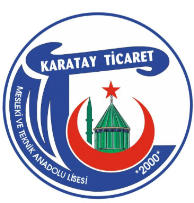 KARATAY TİCARET
MESLEKİ VE TEKNİK ANADOLU LİSESİ
"2000"